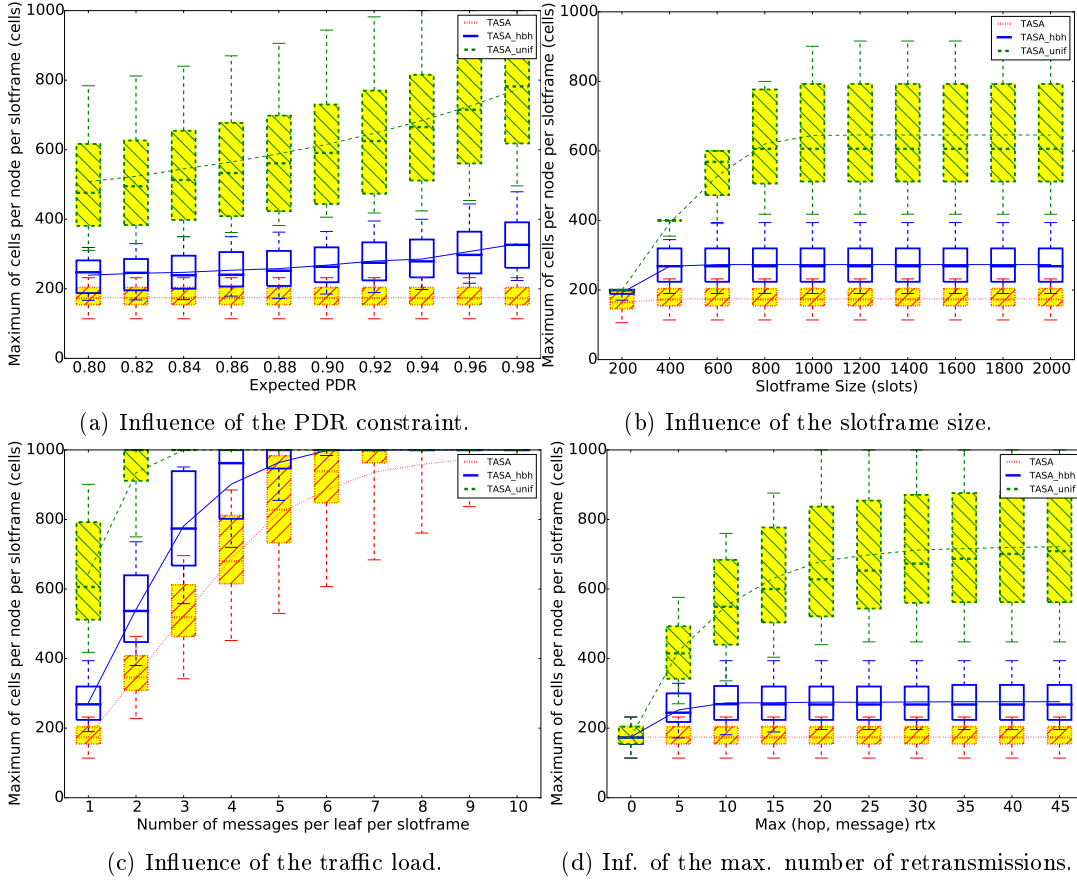 Maximum of cells per node per slotframe (cells)
1000
800
600
400
200
0
TASA
TASA_hbh
TASA_unif
0.80 0.82 0.84 0.86 0.88 0.90 0.92 0.94 0.96 0.98
Expected PDR
(a) Influence of the PDR constraint.
Maximum of cells per node per slotframe (cells)
1000
800
600
400
200
0
TASA
TASA_hbh
TASA_unif
200 400 600 800 1000 1200 1400 1600 1800 2000
Slotframe Size (slots)
(b) Influence of the slotframe size.
Maximum of cells per node per slotframe (cells)
1000
800
600
400
200
0
TASA
TASA_hbh
TASA_unif
1 2 3 4 5 6 7 8 9 10
Number of messages per leaf per slotframe
(c) Influence of the traffic load.
Maximum of cells per node per slotframe (cells)
1000
800
600
400
200
0
TASA
TASA_hbh
TASA_unif
0 5 10 15 20 25 30 35 40 45
Max (hop, message) rtx
(d) Inf. of the max. number of retransmissions.